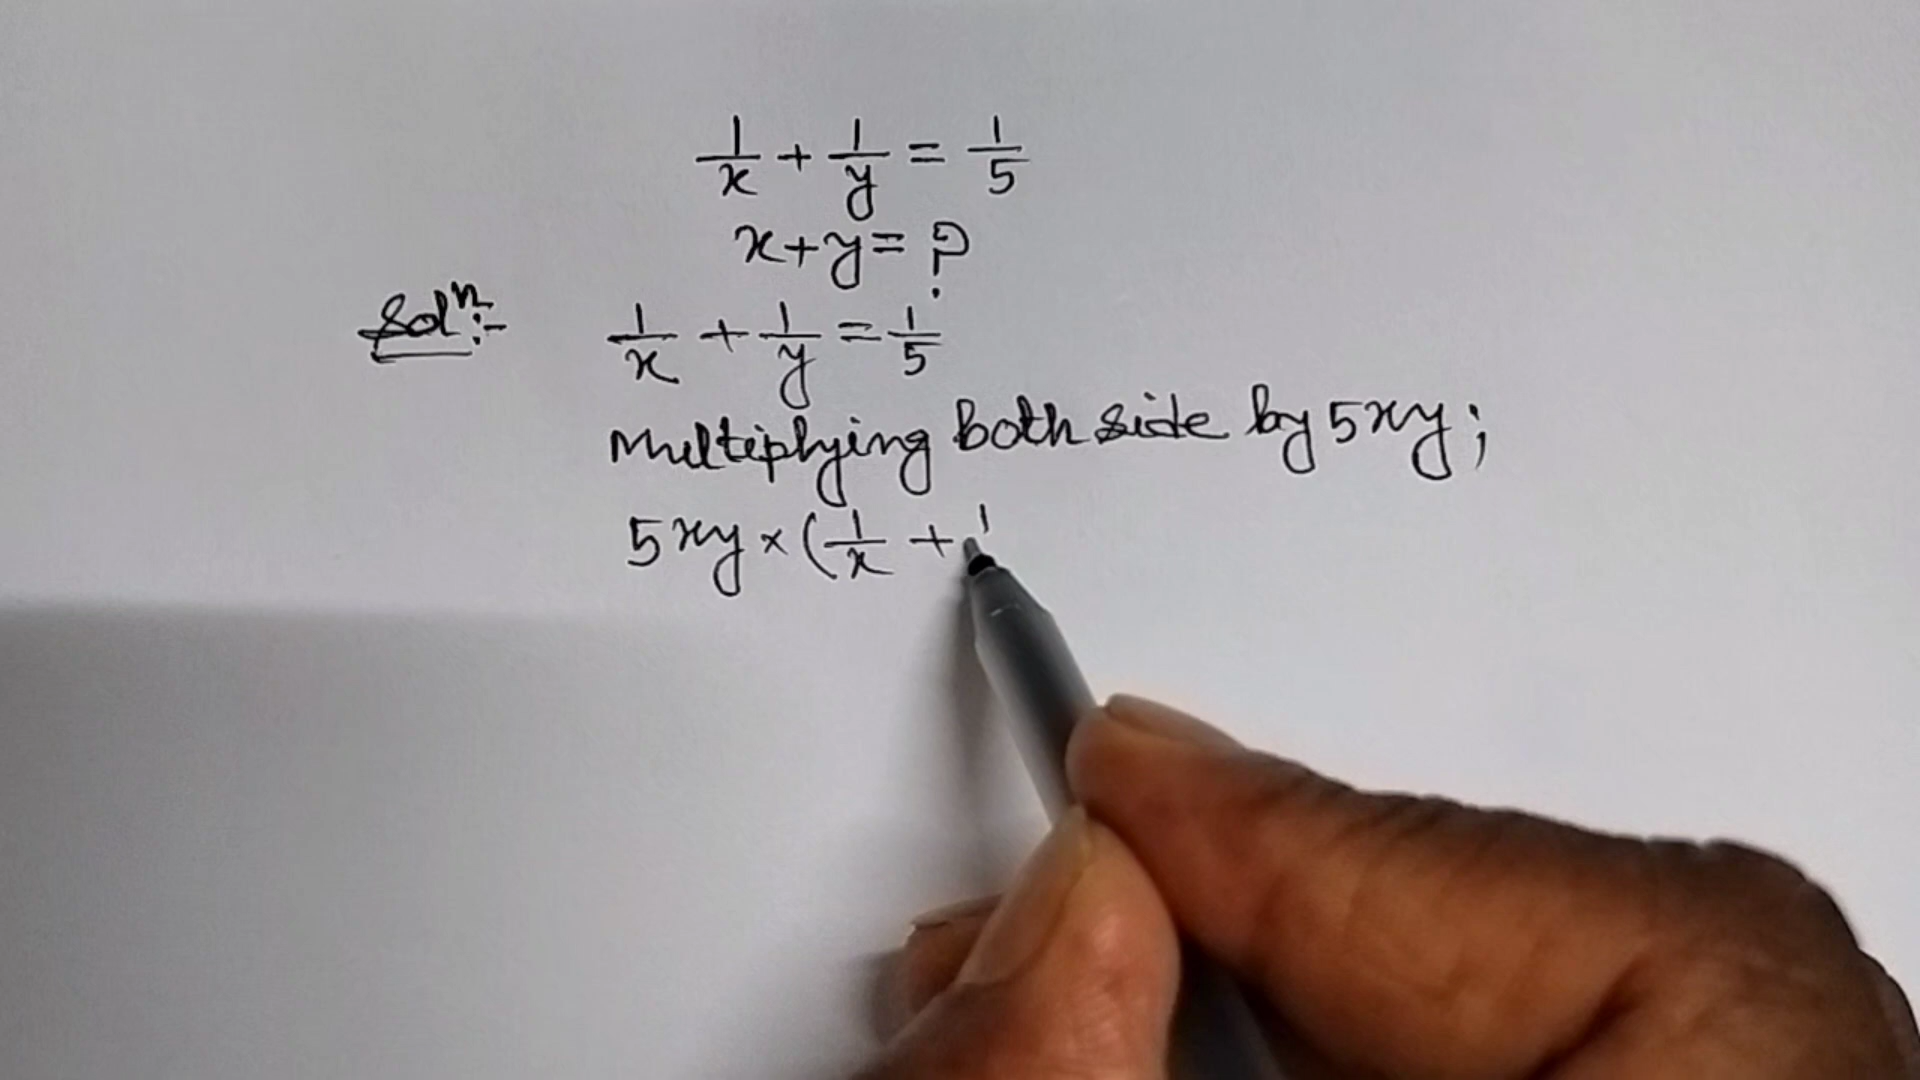 1/x + 1/y = 1/5
x+y = ?
Solⁿ:- 1/x + 1/y = 1/5
Multiplying both side by 5xy;
5xy × (1/x + 1